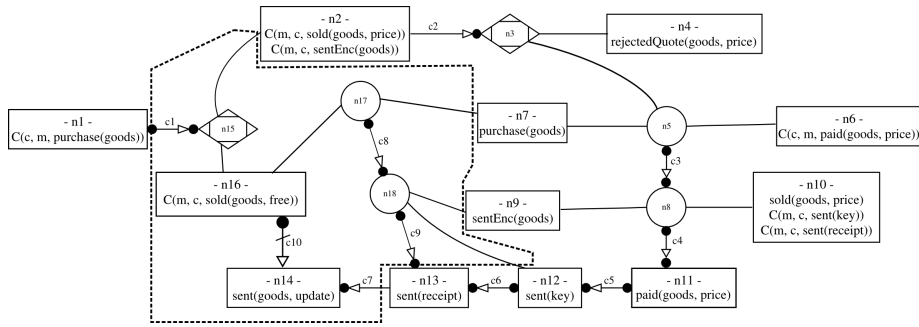 - n2 -
C(m, c, sold(goods, price))
C(m, c, sentEnc(goods))
c2
n3
- n4 -
rejectedQuote(goods, price)
- n1 -
C(c, m, purchase(goods))
c1
n15
n17
- n7 -
purchase(goods)
n5
- n6 -
C(c, m, paid(goods, price))
c8
c3
- n16 -
C(m, c, sold(goods, free))
n18
- n9 -
sentEnc(goods)
n8
- n10 -
sold(goods, price)
C(m, c, sent(key))
C(m, c, sent(receipt))
c10
c9
c4
- n14 -
sent(goods, update)
c7
- n13 -
sent(receipt)
c6
- n12 -
sent(key)
c5
- n11 -
paid(goods, price)